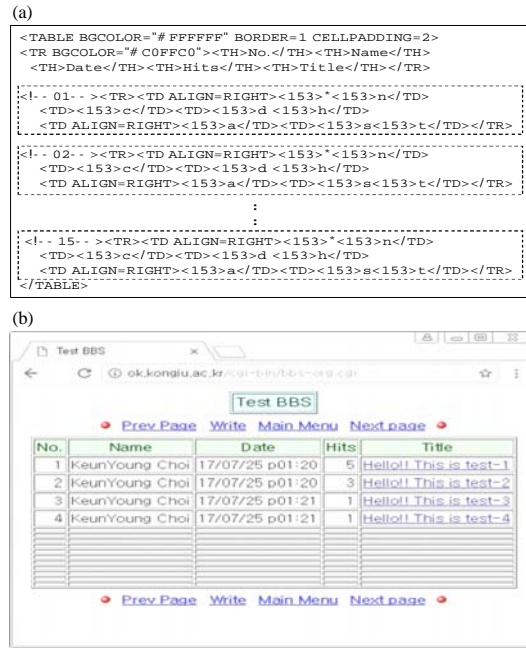 (a)
<TABLE BGCOLOR="# FFFFFF" BORDER=1 CELLPADDING=2>
<TR BGCOLOR="# C0FFC0"><TH>No.</TH><TH>Name</TH>
<TH>Date</TH><TH>Hits</TH><TH>Title</TH></TR>
<!-- 01-- ><TR><TD ALIGN=RIGHT><153>*<153>n</TD>
<TD><153>c</TD><TD><153>d <153>h</TD>
<TD ALIGN=RIGHT><153>a</TD><TD><153>s<153>t</TD></TR>
<!-- 02-- ><TR><TD ALIGN=RIGHT><153>*<153>n</TD>
<TD><153>c</TD><TD><153>d <153>h</TD>
<TD ALIGN=RIGHT><153>a</TD><TD><153>s<153>t</TD></TR>
:
:
<!-- 15-- ><TR><TD ALIGN=RIGHT><153>*<153>n</TD>
<TD><153>c</TD><TD><153>d <153>h</TD>
<TD ALIGN=RIGHT><153>a</TD><TD><153>s<153>t</TD></TR>
</TABLE>
(b)
Test BBS
ok.kongju.ac.kr/cgi-bin/bbs-org.cgi
Test BBS
Prev Page Write Main Menu Next page
No. Name Date Hits Title
1 KeunYoung Choi 17/07/25 p01:20 5 Hello!! This is test-1
2 KeunYoung Choi 17/07/25 p01:20 3 Hello!! This is test-2
3 KeunYoung Choi 17/07/25 p01:21 1 Hello!! This is test-3
4 KeunYoung Choi 17/07/25 p01:21 1 Hello!! This is test-4
Prev Page Write Main Menu Next page